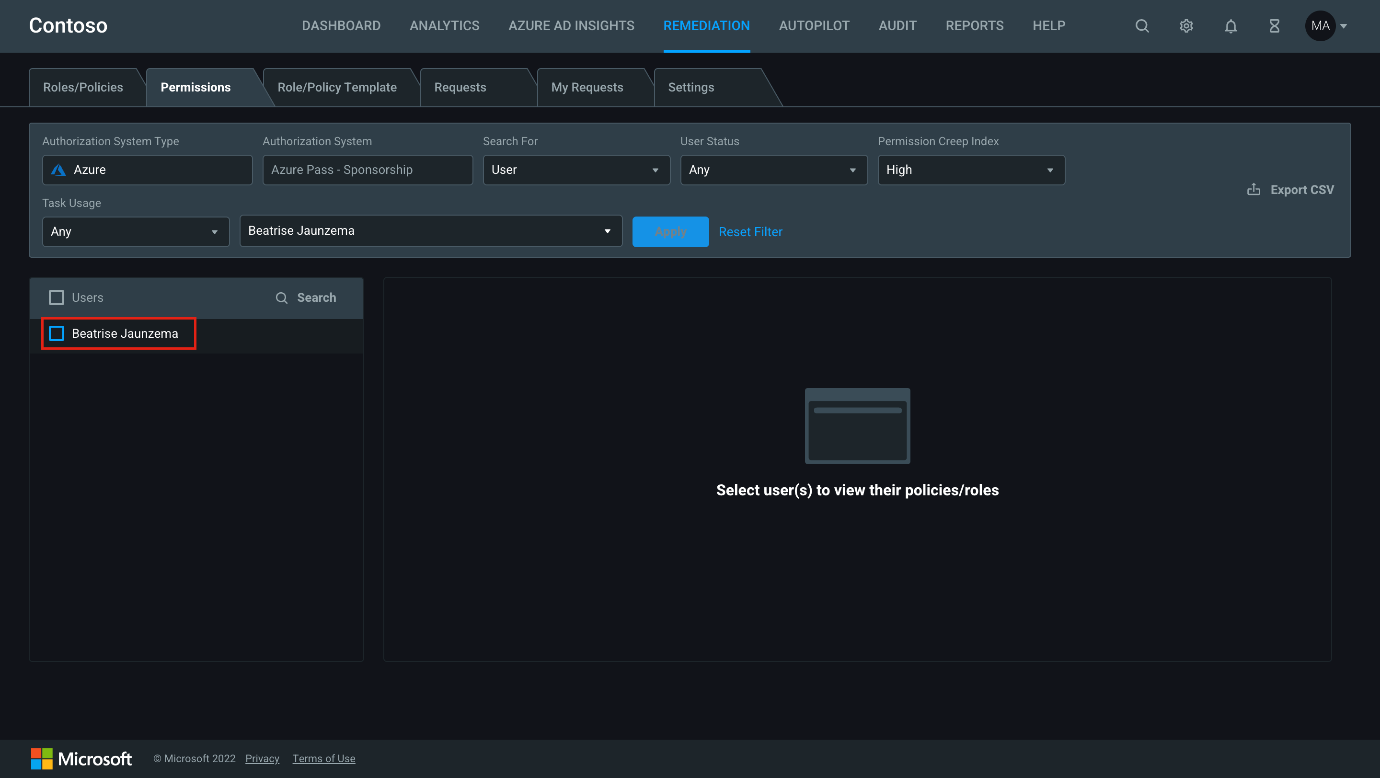 Contoso
DASHBOARD ANALYTICS AZURE AD INSIGHTS REMEDIATION AUTOPILOT AUDIT REPORTS HELP MA
Roles/Policies Permissions Role/Policy Template Requests My Requests Settings
Authorization System Type Authorization System Search For User Status Permission Creep Index
Azure Azure Pass - Sponsorship User Any High
Export CSV
Task Usage
Any Beatrise Jaunzema Apply Reset Filter
Users Search
Beatrise Jaunzema
Select user(s) to view their policies/roles
Microsoft © Microsoft 2022 Privacy Terms of Use